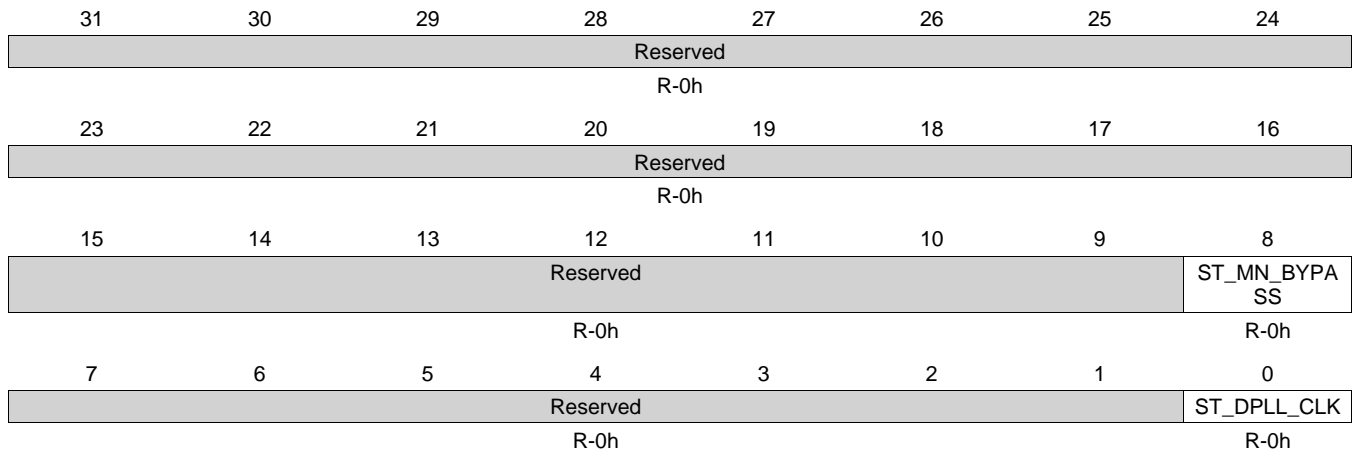 31 30 29 28 27 26 25 24
Reserved
R-0h
23 22 21 20 19 18 17 16
Reserved
R-0h
15 14 13 12 11 10 9 8
Reserved ST_MN_BYPA
SS
R-0h R-0h
7 6 5 4 3 2 1 0
Reserved ST_DPLL_CLK
R-0h R-0h